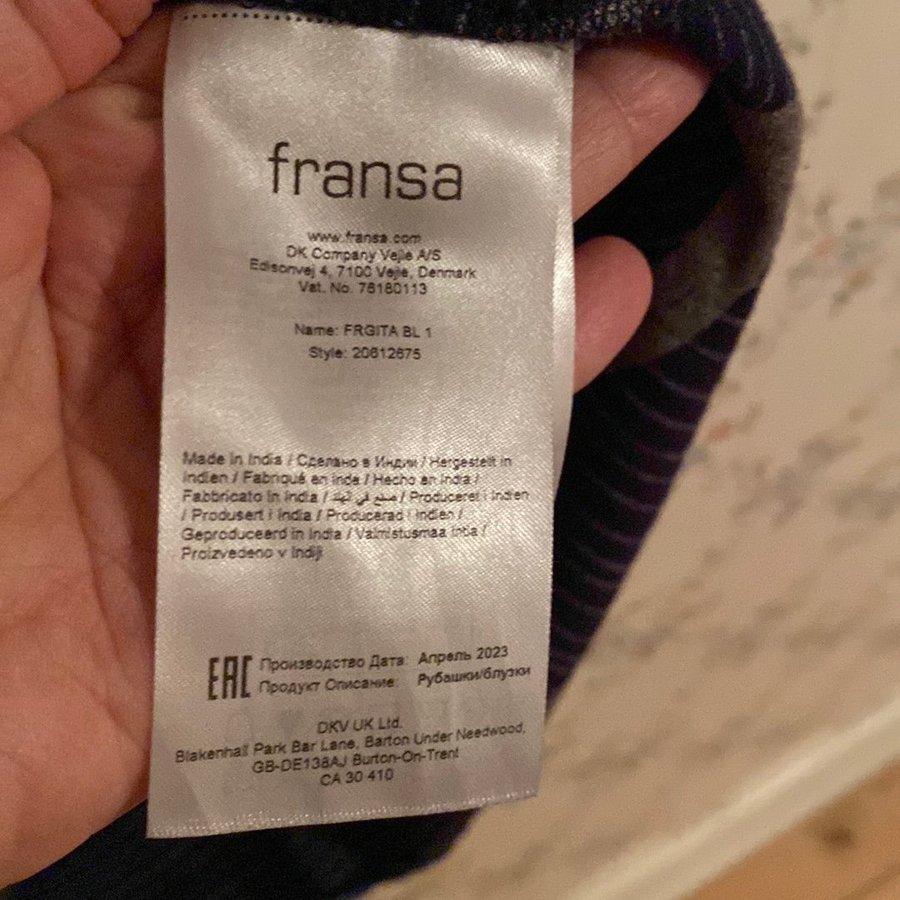 fransa
www.fransa.com
DK Company Vejle A/S
Edisonvej 4, 7100 Vejle, Denmark
Vat. No. 76180113
Name: FRGITA BL 1
Style: 20612675
Made in India / Сделано в Индии / Hergestellt in
Indien / Fabriqué en Inde / Hecho en India /
Fabbricato in India / صنع في الهند / Produceret i Indien
/ Produsert i India / Producerad i Indien /
Geproduceerd in India / Valmistusmaa Intia /
Proizvedeno v Indiji
EAC Производство Дата: Апрель 2023
Продукт Описание: Рубашки/блузки
DKV UK Ltd.
Blakenhall Park Bar Lane, Barton Under Needwood,
GB-DE138AJ Burton-On-Trent
CA 30 410